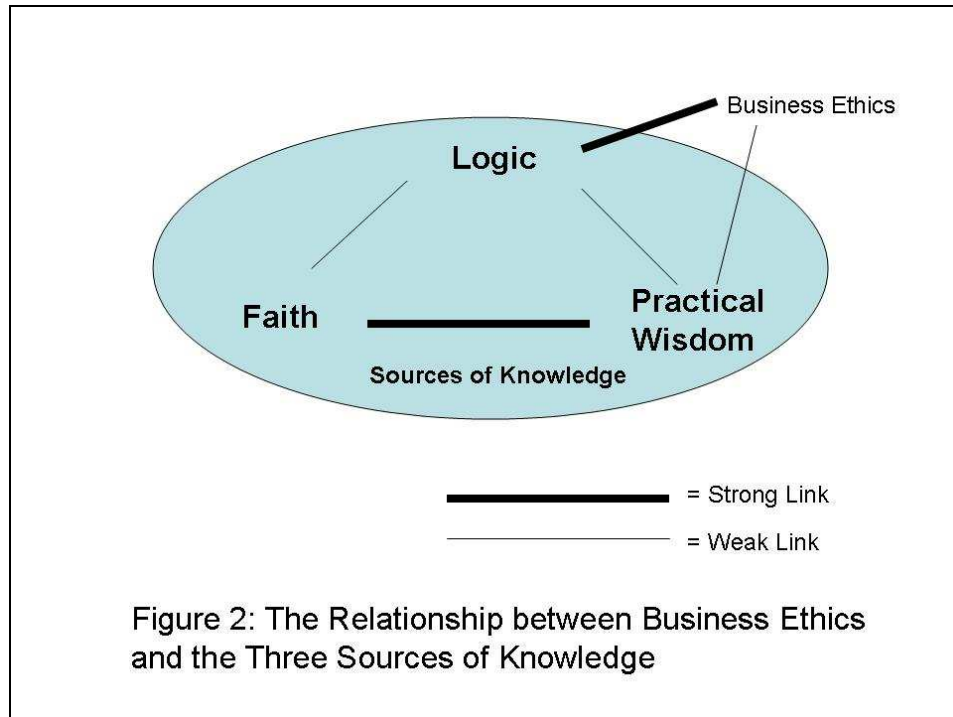 Business Ethics
Logic
Faith
Practical
Wisdom
Sources of Knowledge
= Strong Link
= Weak Link
Figure 2: The Relationship between Business Ethics
and the Three Sources of Knowledge